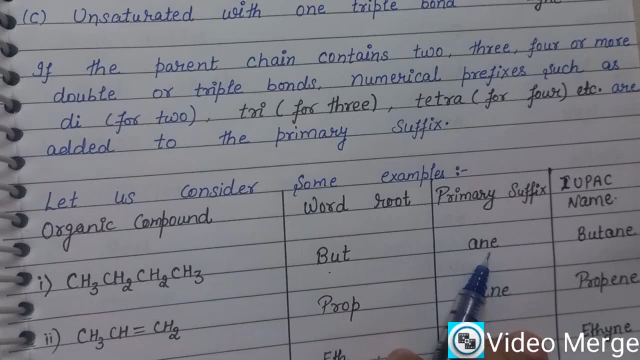 (c) Unsaturated with one triple bond
If the parent chain contains two, three, four or more
double or triple bonds, numerical prefixes such as
di (for two), tri (for three), tetra (for four) etc. are
added to the primary suffix.
Let us consider some examples :-
Organic Compound Word root Primary Suffix IUPAC Name.
i) CH3CH2CH2CH3 But ane Butane
ii) CH3CH = CH2 Prop Propene
Eth Ethyne
Video Merge